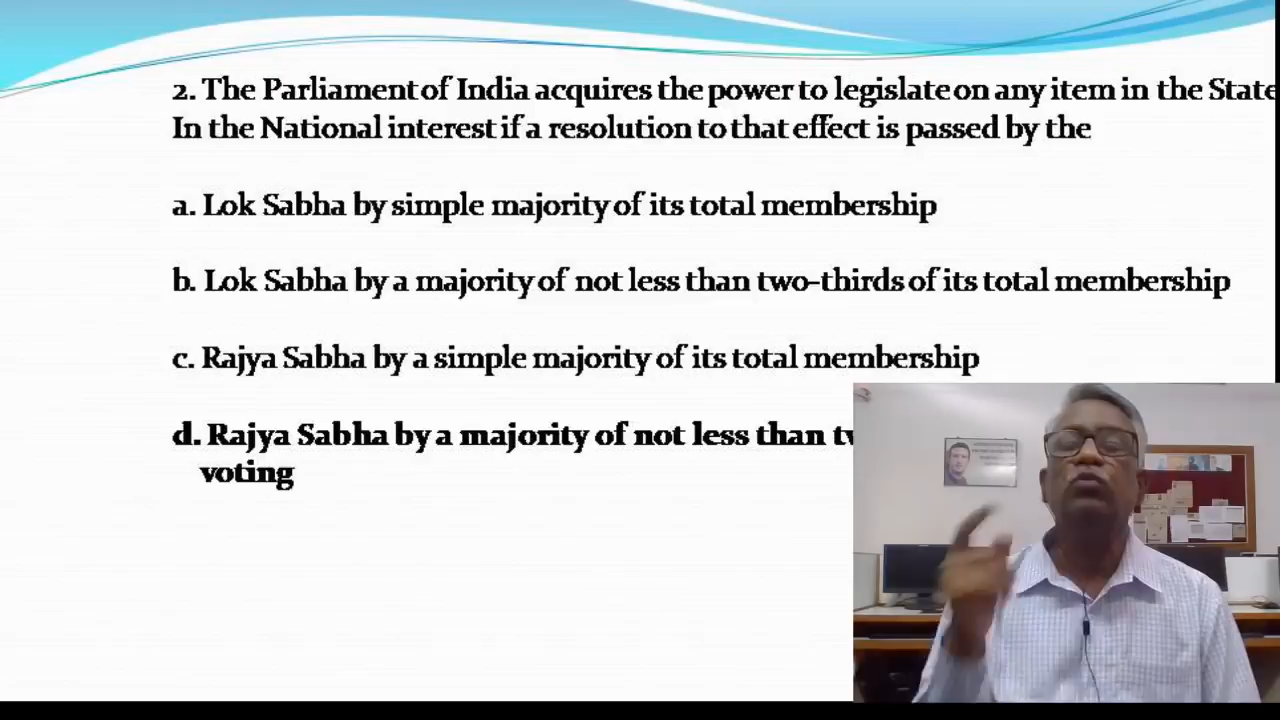 2. The Parliament of India acquires the power to legislate on any item in the State
In the National interest if a resolution to that effect is passed by the
a. Lok Sabha by simple majority of its total membership
b. Lok Sabha by a majority of not less than two-thirds of its total membership
c. Rajya Sabha by a simple majority of its total membership
d. Rajya Sabha by a majority of not less than
voting